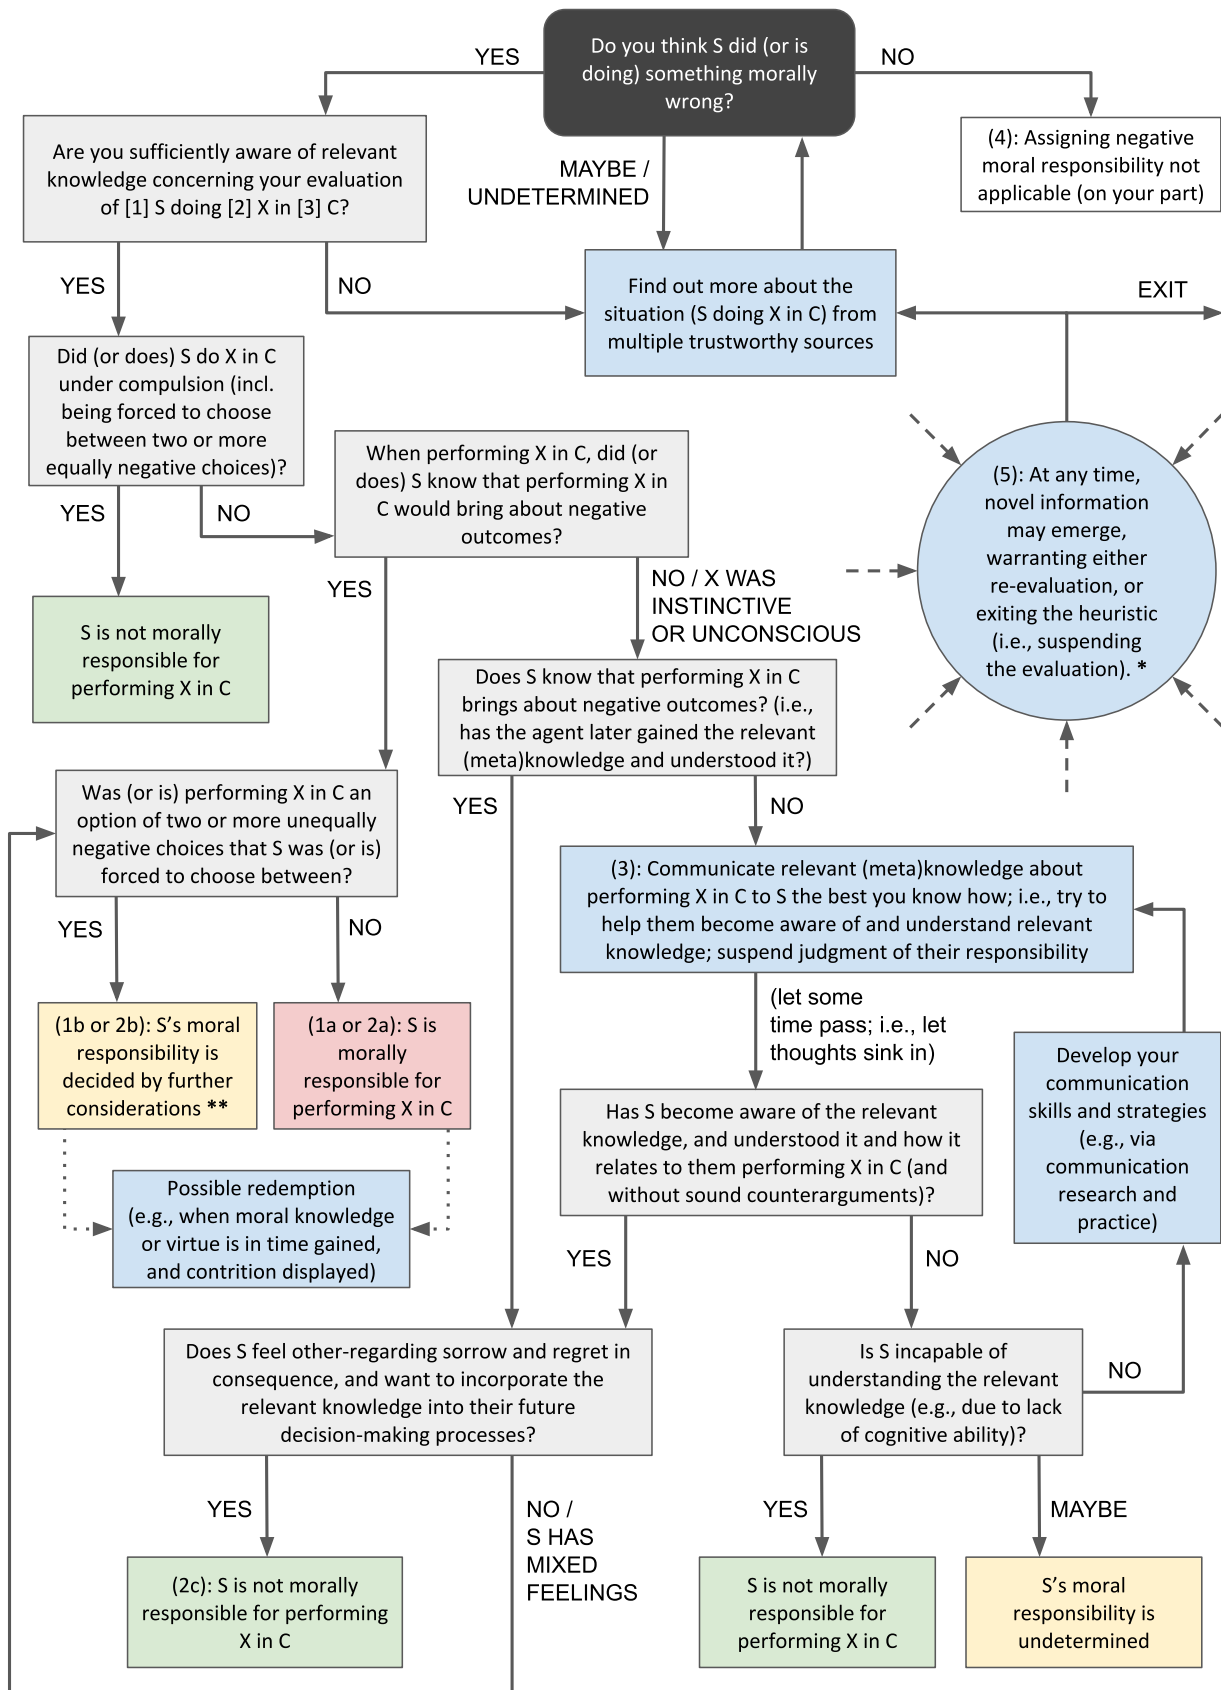 Do you think S did (or is
doing) something morally
wrong?
YES
NO
MAYBE /
UNDETERMINED
Are you sufficiently aware of relevant
knowledge concerning your evaluation
of [1] S doing [2] X in [3] C?
(4): Assigning negative
moral responsibility not
applicable (on your part)
YES
NO
Find out more about the
situation (S doing X in C) from
multiple trustworthy sources
EXIT
Did (or does) S do X in C
under compulsion (incl.
being forced to choose
between two or more
equally negative choices)?
YES
NO
When performing X in C, did (or
does) S know that performing X in
C would bring about negative
outcomes?
(5): At any time,
novel information
may emerge,
warranting either
re-evaluation, or
exiting the heuristic
(i.e., suspending
the evaluation). *
YES
NO / X WAS
INSTINCTIVE
OR UNCONSCIOUS
S is not morally
responsible for
performing X in C
Does S know that performing X in C
brings about negative outcomes? (i.e.,
has the agent later gained the relevant
(meta)knowledge and understood it?)
YES
NO
Was (or is) performing X in C an
option of two or more unequally
negative choices that S was (or is)
forced to choose between?
YES
NO
(3): Communicate relevant (meta)knowledge about
performing X in C to S the best you know how; i.e., try to
help them become aware of and understand relevant
knowledge; suspend judgment of their responsibility
(let some
time pass; i.e., let
thoughts sink in)
(1b or 2b): S's moral
responsibility is
decided by further
considerations **
(1a or 2a): S is
morally
responsible for
performing X in C
Develop your
communication
skills and strategies
(e.g., via
communication
research and
practice)
Has S become aware of the relevant
knowledge, and understood it and how it
relates to them performing X in C (and
without sound counterarguments)?
Possible redemption
(e.g., when moral knowledge
or virtue is in time gained,
and contrition displayed)
YES
NO
Does S feel other-regarding sorrow and regret in
consequence, and want to incorporate the
relevant knowledge into their future
decision-making processes?
Is S incapable of
understanding the relevant
knowledge (e.g., due to lack
of cognitive ability)?
NO
YES
NO /
S HAS
MIXED
FEELINGS
YES
MAYBE
(2c): S is not morally
responsible for performing
X in C
S is not morally
responsible for
performing X in C
S's moral
responsibility is
undetermined